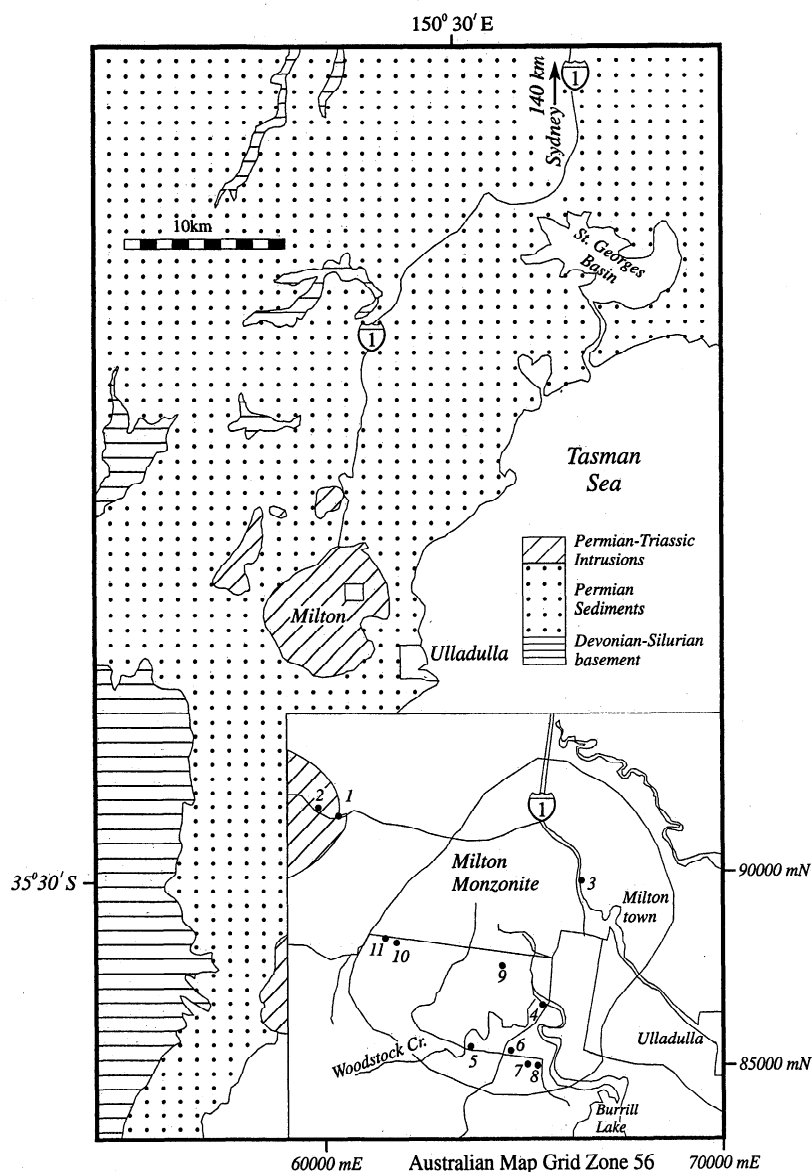 150° 30′ E
1
140 km
Sydney
10km
St. Georges
Basin
1
Tasman
Sea
Permian-Triassic
Intrusions
Permian
Sediments
Devonian-Silurian
basement
Milton
Ulladulla
1
2
1
Milton
Monzonite
3
Milton
town
90000 mN
35° 30′ S
11
10
9
4
Ulladulla
Woodstock Cr.
5
6
7
8
85000 mN
Burrill
Lake
60000 mE
Australian Map Grid Zone 56
70000 mE